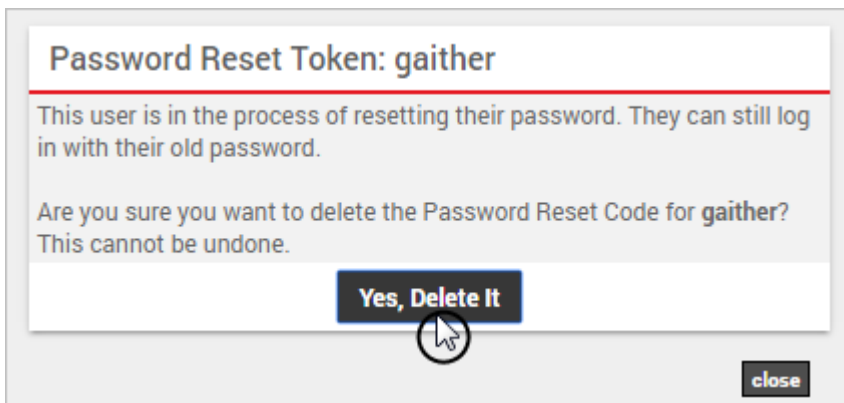 Password Reset Token: gaither
This user is in the process of resetting their password. They can still log
in with their old password.
Are you sure you want to delete the Password Reset Code for gaither?
This cannot be undone.
Yes, Delete It
close